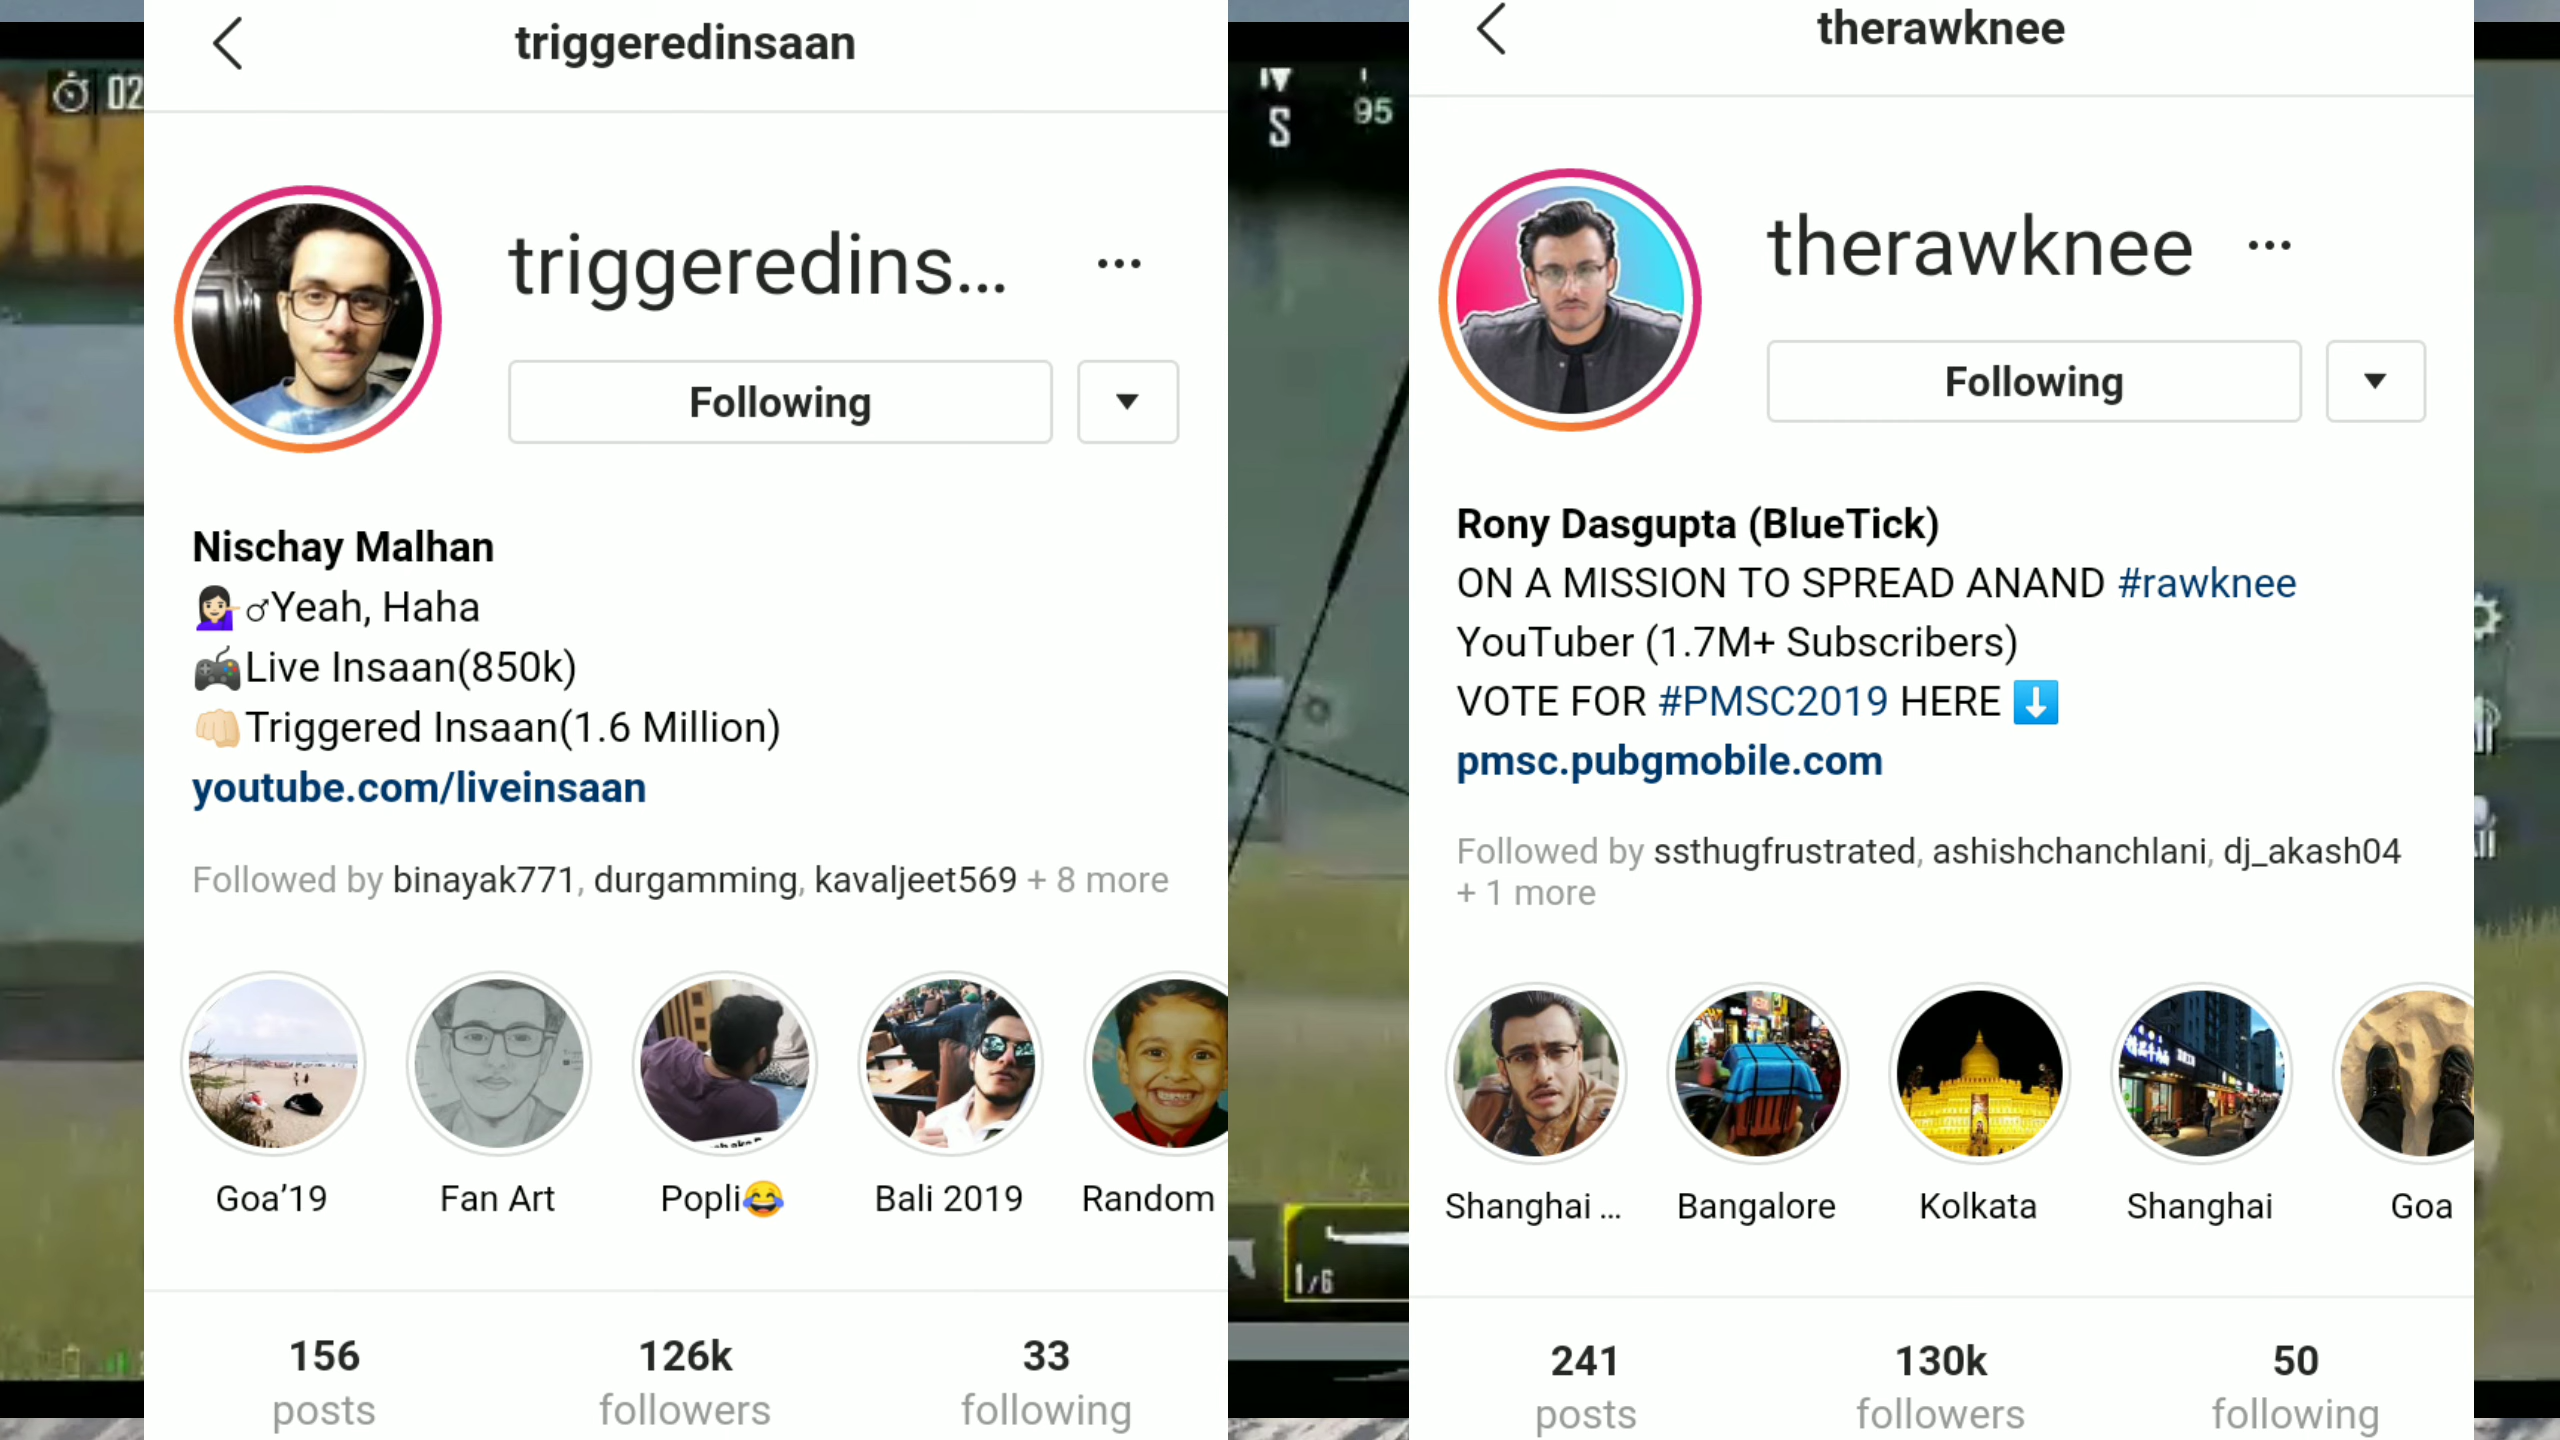 triggeredinsaan
triggeredins...
Following
Nischay Malhan
💁🏻♂Yeah, Haha
🎮Live Insaan(850k)
👊🏻Triggered Insaan(1.6 Million)
youtube.com/liveinsaan
Followed by binayak771, durgamming, kavaljeet569 + 8 more
Goa’19
Fan Art
Popli😂
Bali 2019
Random
156
posts
126k
followers
33
following
therawknee
therawknee
Following
Rony Dasgupta (BlueTick)
ON A MISSION TO SPREAD ANAND #rawknee
YouTuber (1.7M+ Subscribers)
VOTE FOR #PMSC2019 HERE ⬇️
pmsc.pubgmobile.com
Followed by ssthugfrustrated, ashishchanchlani, dj_akash04
+ 1 more
Shanghai ...
Bangalore
Kolkata
Shanghai
Goa
241
posts
130k
followers
50
following
02
S
95
1/6